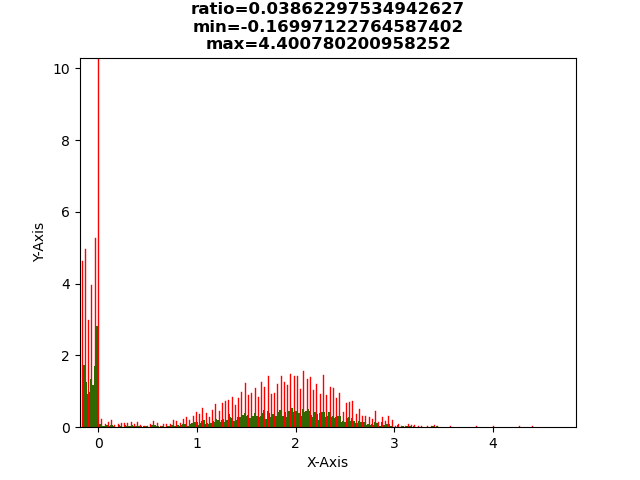 ratio=0.03862297534942627
min=-0.16997122764587402
max=4.400780200958252
10
8
6
4
2
0
Y-Axis
0 1 2 3 4
X-Axis